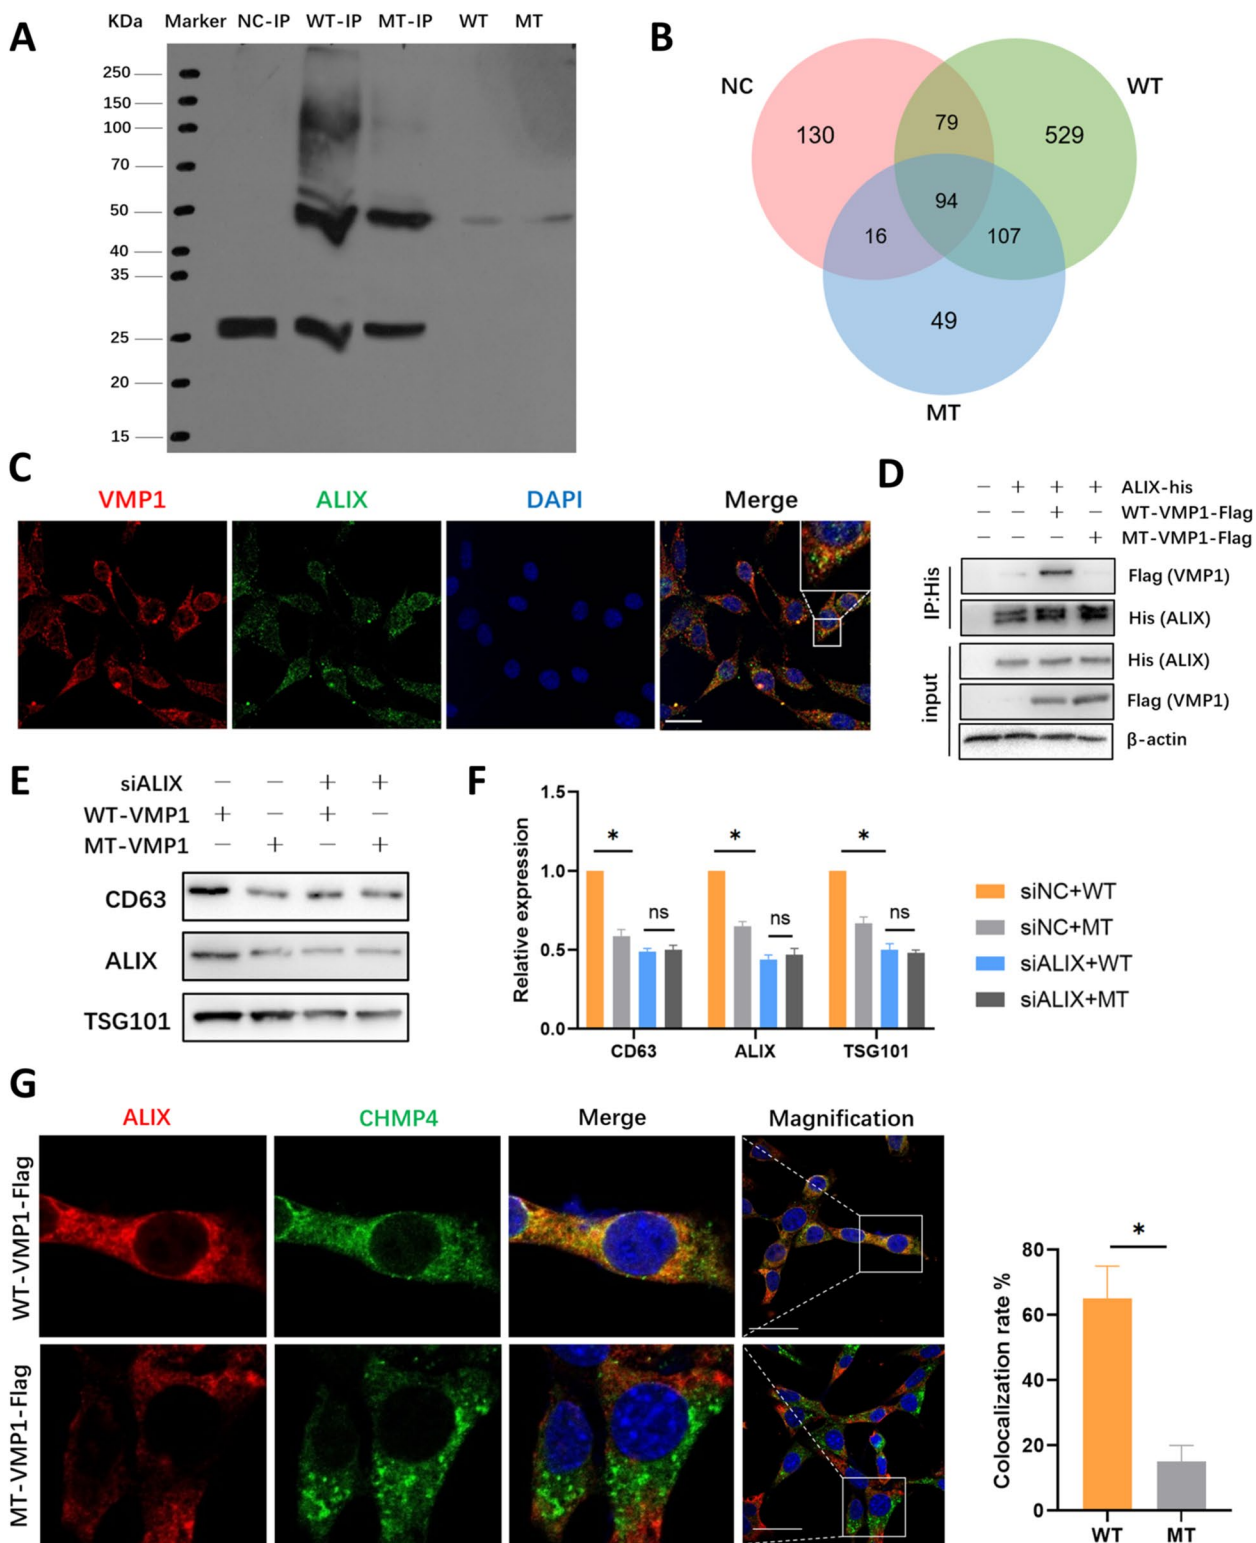 A
KDa Marker NC-IP WT-IP MT-IP WT MT
250
150
100
70
50
40
35
25
20
15
B
NC
WT
130
79
529
94
16
107
49
MT
C
VMP1 ALIX DAPI Merge
D
− + + + ALIX-his
− − + − WT-VMP1-Flag
− − − + MT-VMP1-Flag
IP:His
Flag (VMP1)
His (ALIX)
input
His (ALIX)
Flag (VMP1)
β-actin
E
siALIX − − + +
WT-VMP1 + − + −
MT-VMP1 − + − +
CD63
ALIX
TSG101
F
Relative expression
1.5
1.0
0.5
0.0
* * *
ns ns ns
CD63 ALIX TSG101
siNC+WT
siNC+MT
siALIX+WT
siALIX+MT
G
ALIX CHMP4 Merge Magnification
WT-VMP1-Flag
MT-VMP1-Flag
Colocalization rate %
80
60
40
20
0
*
WT MT